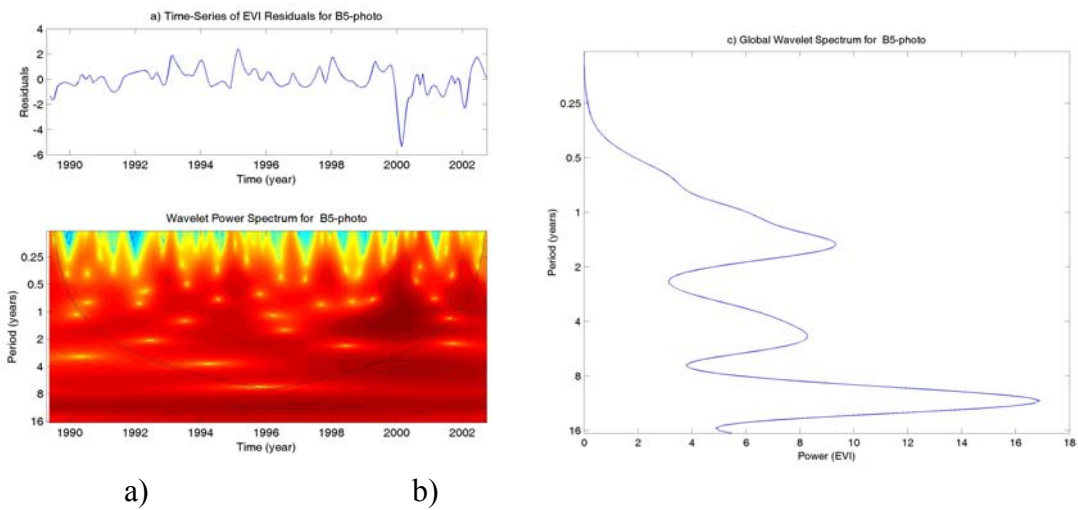 a) Time-Series of EVI Residuals for B5-photo
4
2
0
-2
-4
-6
Residuals
1990 1992 1994 1996 1998 2000 2002
Time (year)
Wavelet Power Spectrum for B5-photo
0.25
0.5
1
2
4
8
16
Period (years)
1990 1992 1994 1996 1998 2000 2002
Time (year)
c) Global Wavelet Spectrum for B5-photo
0.25
0.5
1
2
4
8
16
Period (years)
0 2 4 6 8 10 12 14 16 18
Power (EVI)
a) b)